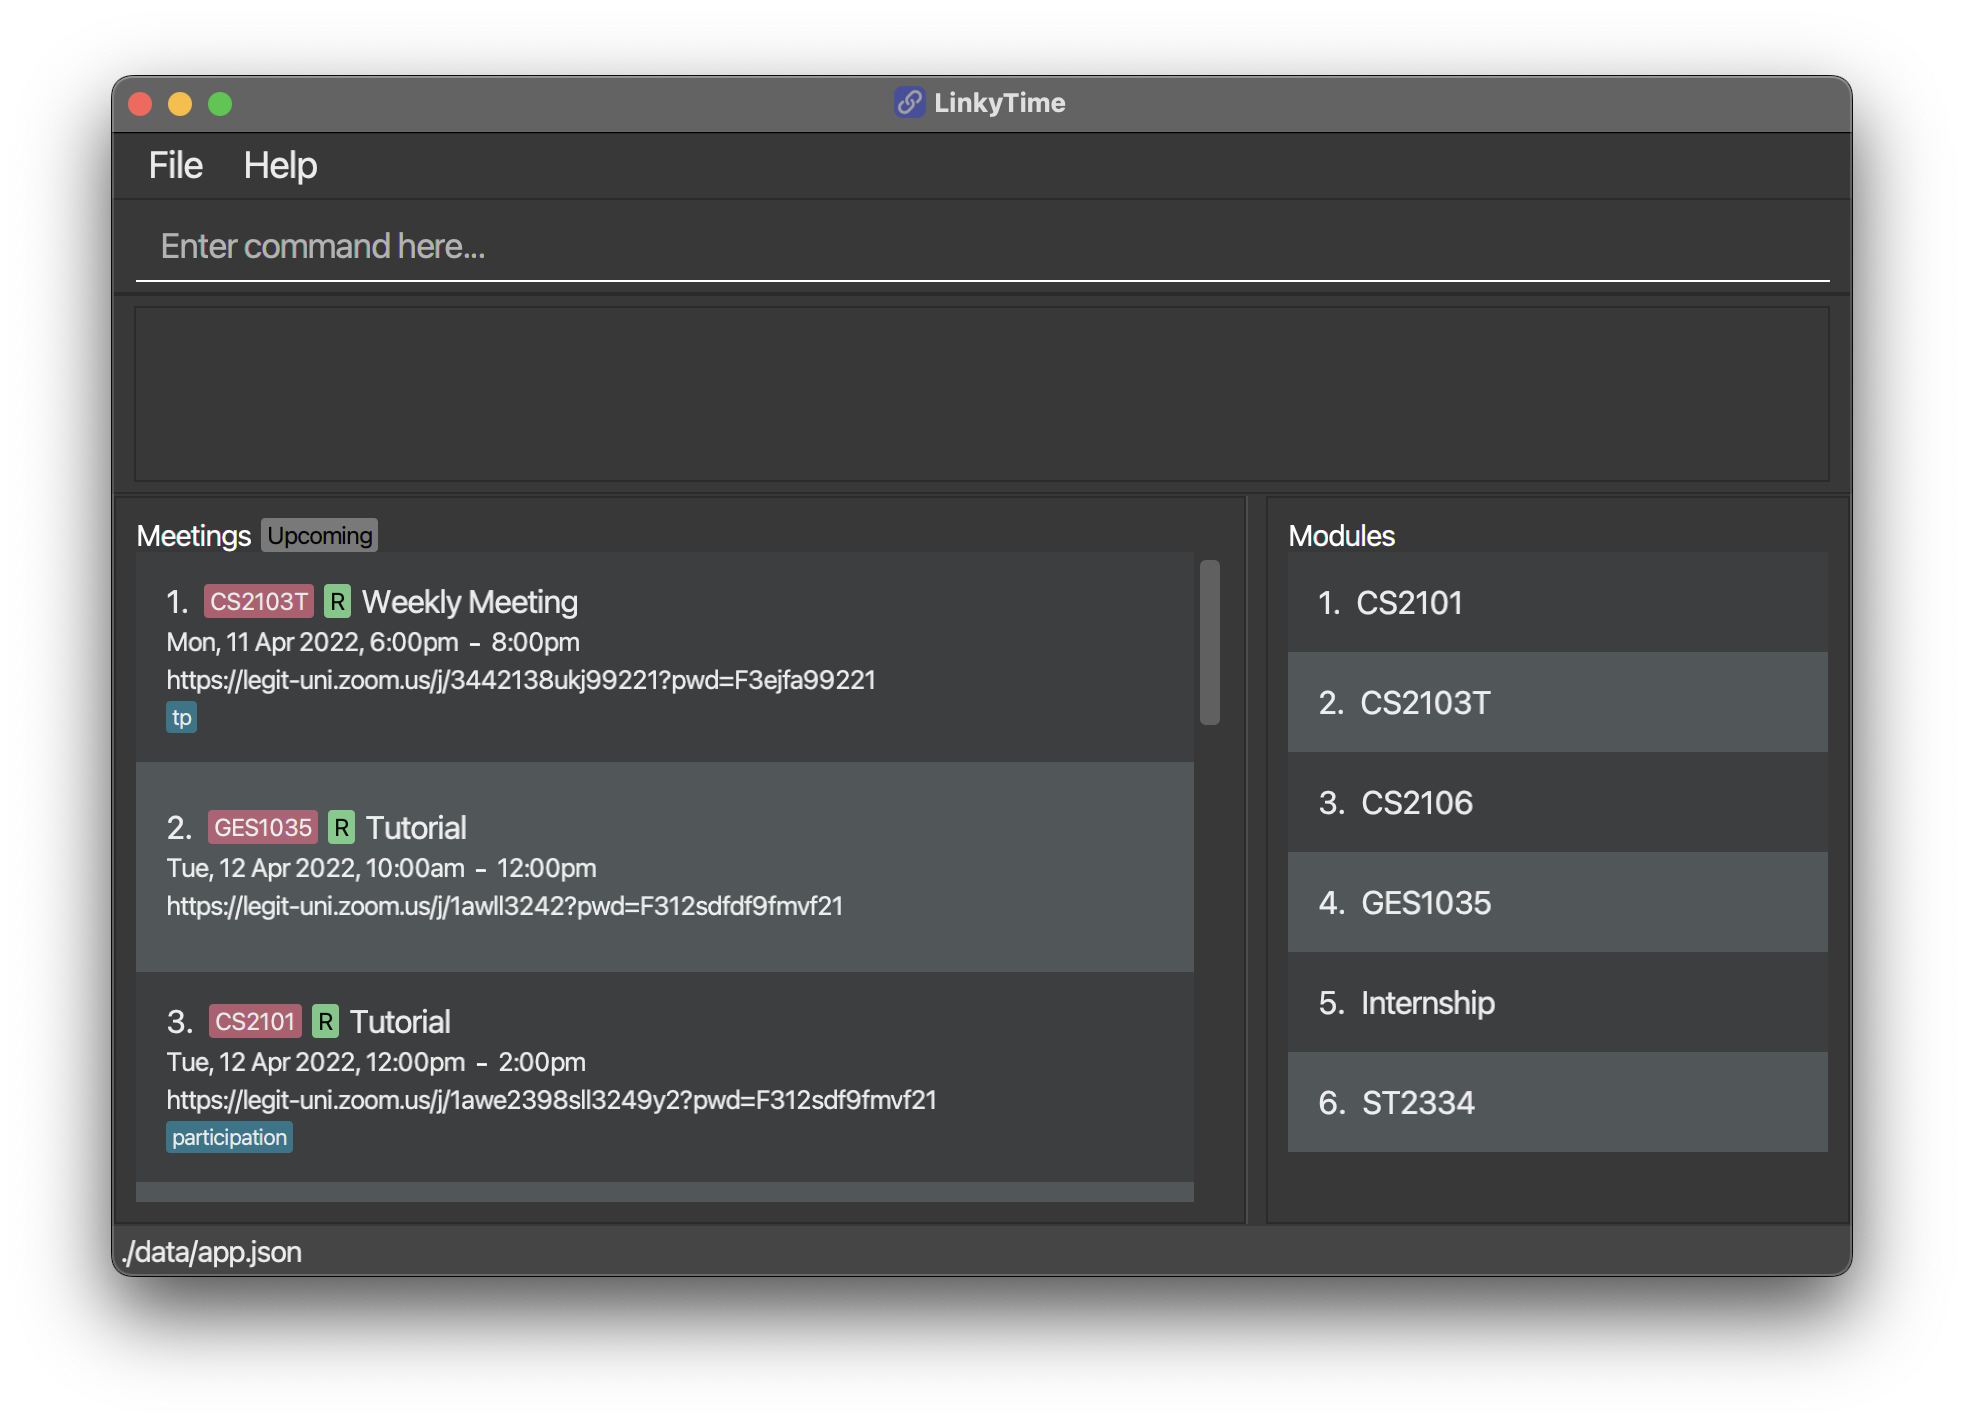 LinkyTime
File Help
Enter command here...
Meetings Upcoming
1. CS2103T R Weekly Meeting
Mon, 11 Apr 2022, 6:00pm - 8:00pm
https://legit-uni.zoom.us/j/3442138ukj99221?pwd=F3ejfa99221
tp
2. GES1035 R Tutorial
Tue, 12 Apr 2022, 10:00am - 12:00pm
https://legit-uni.zoom.us/j/1awll3242?pwd=F312sdfdf9fmvf21
3. CS2101 R Tutorial
Tue, 12 Apr 2022, 12:00pm - 2:00pm
https://legit-uni.zoom.us/j/1awe2398sll3249y2?pwd=F312sdf9fmvf21
participation
Modules
1. CS2101
2. CS2103T
3. CS2106
4. GES1035
5. Internship
6. ST2334
./data/app.json